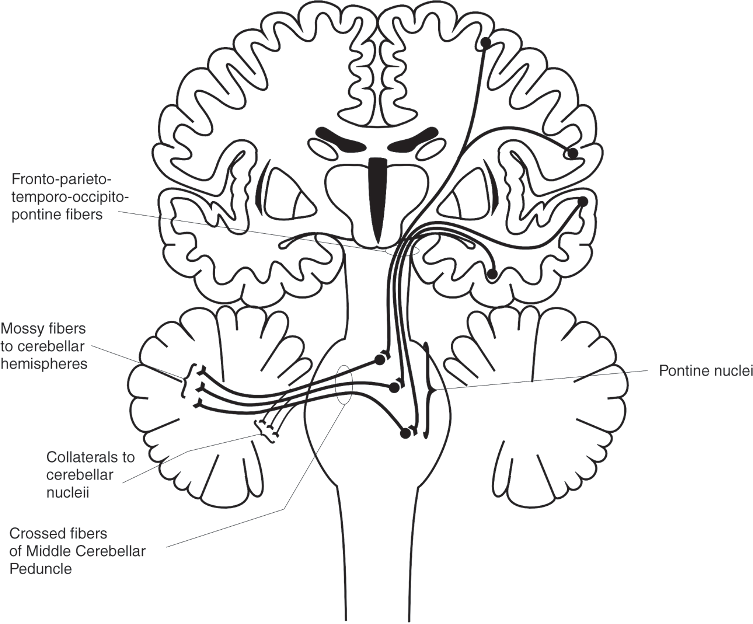 Fronto-parieto-
temporo-occipito-
pontine fibers
Mossy fibers
to cerebellar
hemispheres
Pontine nuclei
Collaterals to
cerebellar
nucleii
Crossed fibers
of Middle Cerebellar
Peduncle